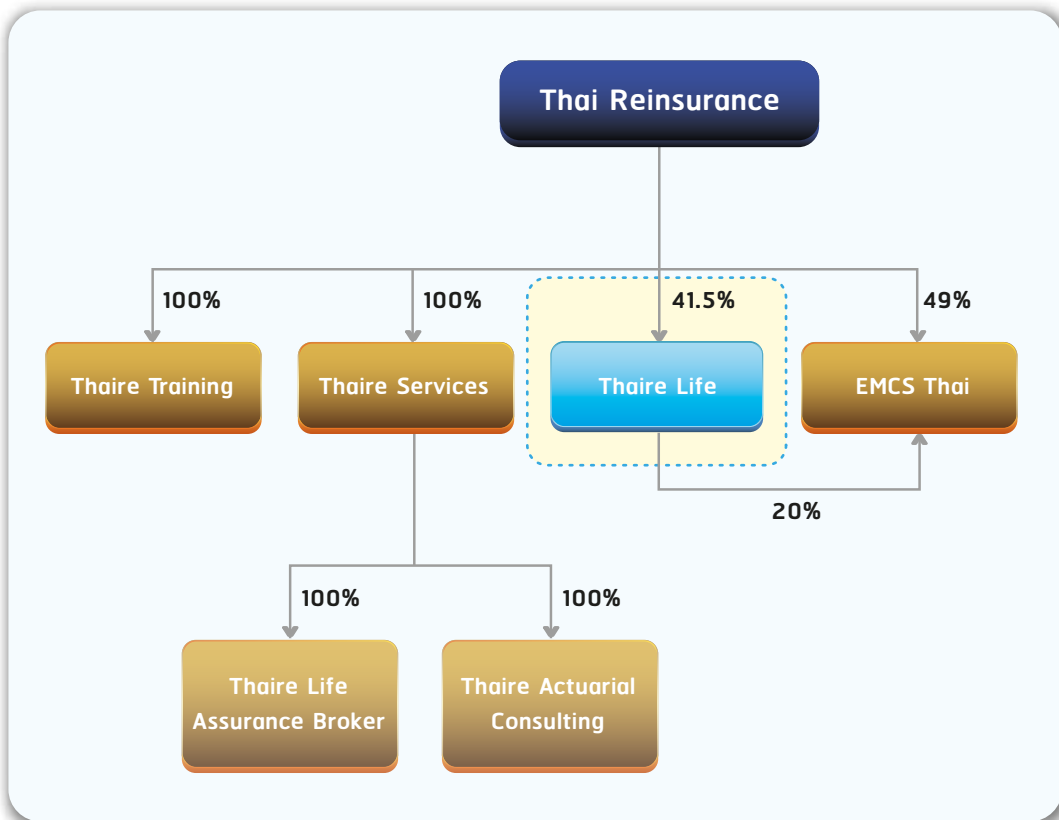 Thai Reinsurance
100%
100%
41.5%
49%
Thaire Training
Thaire Services
Thaire Life
EMCS Thai
20%
100%
100%
Thaire Life
Assurance Broker
Thaire Actuarial
Consulting